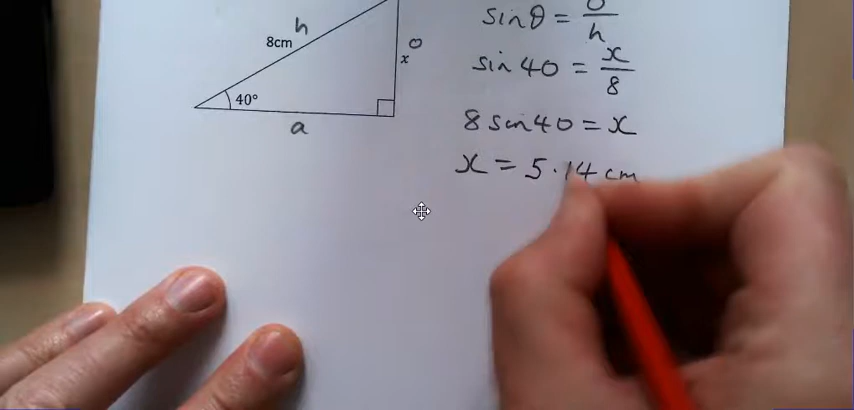 h
8cm
o
x
40°
a
sinθ = o/h
sin 40 = x/8
8 sin 40 = x
x = 5.14 cm